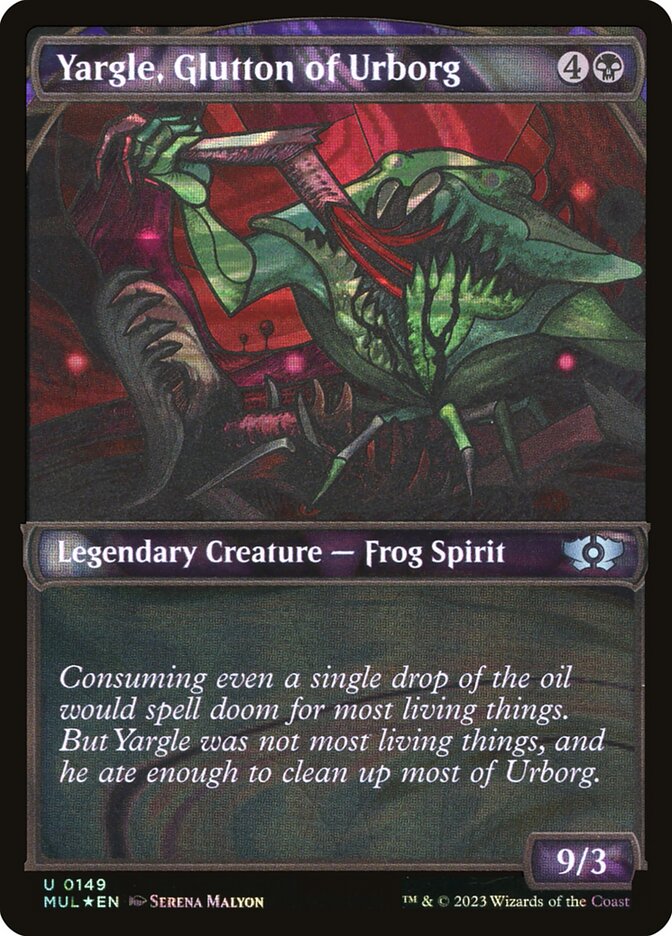 Yargle, Glutton of Urborg 4
Legendary Creature — Frog Spirit
Consuming even a single drop of the oil
would spell doom for most living things.
But Yargle was not most living things, and
he ate enough to clean up most of Urborg.
9/3
U 0149
MUL★EN SERENA MALYON
™ & © 2023 Wizards of the Coast